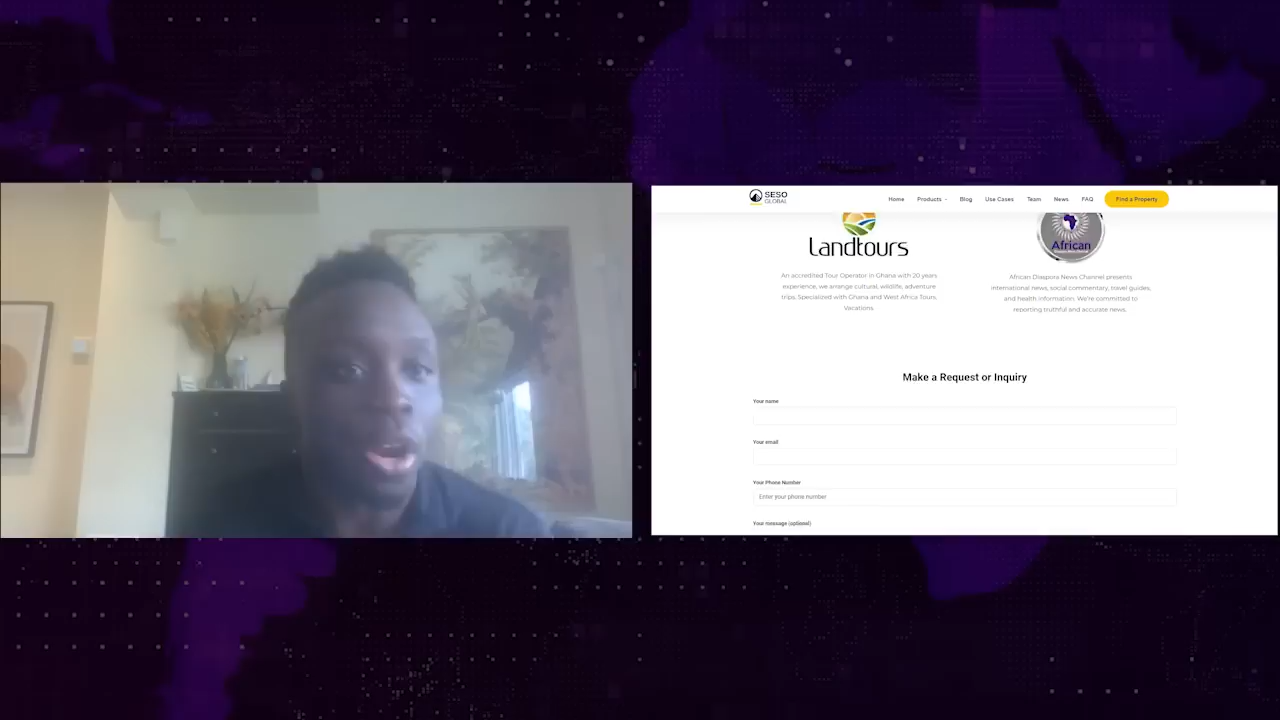 SESO
GLOBAL
Home
Products
Blog
Use Cases
Team
News
FAQ
Find a Property
Landtours
An accredited Tour Operator in Ghana with 20 years
experience, we arrange cultural, wildlife, adventure
trips. Specialized with Ghana and West Africa Tours,
Vacations.
African
African Diaspora News Channel presents
international news, social commentary, travel guides,
and health information. We're committed to
reporting truthful and accurate news.
Make a Request or Inquiry
Your name
Your email
Your Phone Number
Enter your phone number
Your message (optional)